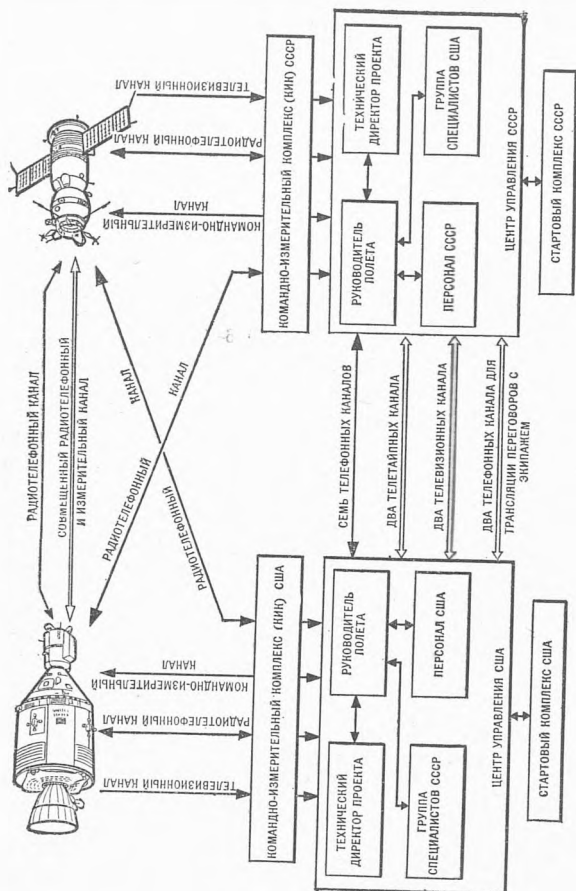 РАДИОТЕЛЕФОННЫЙ КАНАЛ
СОВМЕЩЕННЫЙ РАДИОТЕЛЕФОННЫЙ
И ИЗМЕРИТЕЛЬНЫЙ КАНАЛ
ТЕЛЕВИЗИОННЫЙ КАНАЛ
РАДИОТЕЛЕФОННЫЙ КАНАЛ
КОМАНДНО-ИЗМЕРИТЕЛЬНЫЙ
КАНАЛ
РАДИОТЕЛЕФОННЫЙ
КАНАЛ
РАДИОТЕЛЕФОННЫЙ
КАНАЛ
КОМАНДНО-ИЗМЕРИТЕЛЬНЫЙ
КАНАЛ
РАДИОТЕЛЕФОННЫЙ КАНАЛ
ТЕЛЕВИЗИОННЫЙ КАНАЛ
КОМАНДНО-ИЗМЕРИТЕЛЬНЫЙ КОМПЛЕКС (КИК) США
КОМАНДНО-ИЗМЕРИТЕЛЬНЫЙ КОМПЛЕКС (КИК) СССР
ТЕХНИЧЕСКИЙ
ДИРЕКТОР ПРОЕКТА
РУКОВОДИТЕЛЬ
ПОЛЕТА
ГРУППА
СПЕЦИАЛИСТОВ СССР
ПЕРСОНАЛ США
ЦЕНТР УПРАВЛЕНИЯ США
СТАРТОВЫЙ КОМПЛЕКС США
СЕМЬ ТЕЛЕФОННЫХ КАНАЛОВ
ДВА ТЕЛЕТАЙПНЫХ КАНАЛА
ДВА ТЕЛЕВИЗИОННЫХ КАНАЛА
ДВА ТЕЛЕФОННЫХ КАНАЛА ДЛЯ
ТРАНСЛЯЦИИ ПЕРЕГОВОРОВ С
ЭКИПАЖЕМ
РУКОВОДИТЕЛЬ
ПОЛЕТА
ТЕХНИЧЕСКИЙ
ДИРЕКТОР ПРОЕКТА
ПЕРСОНАЛ СССР
ГРУППА
СПЕЦИАЛИСТОВ США
ЦЕНТР УПРАВЛЕНИЯ СССР
СТАРТОВЫЙ КОМПЛЕКС СССР